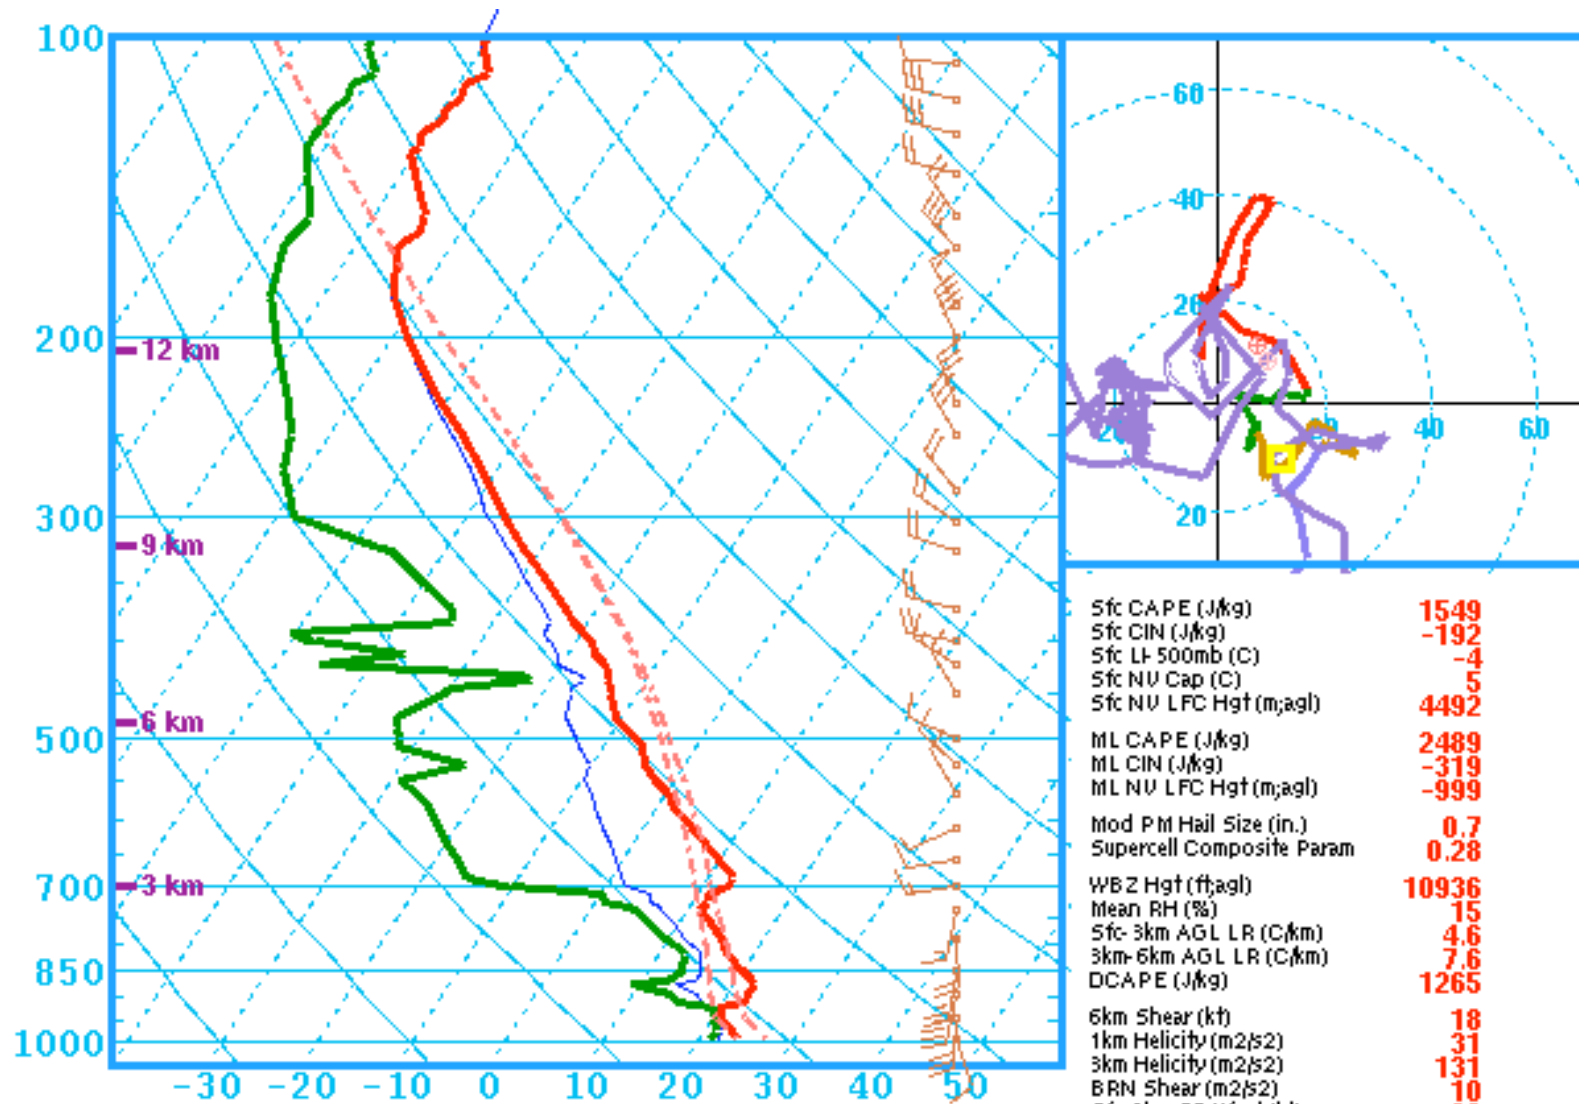 100
200
300
500
700
850
1000
12 km
9 km
6 km
3 km
-30 -20 -10 0 10 20 30 40 50
60
40
20
20 20 40 60
20
Sfc CAPE (J/kg) 1549
Sfc CIN (J/kg) -192
Sfc LI-500mb (C) -4
Sfc NV Cap (C) 5
Sfc NV LFC Hgt (m;agl) 4492
ML CAPE (J/kg) 2489
ML CIN (J/kg) -319
ML NV LFC Hgt (m;agl) -999
Mod PM Hail Size (in.) 0.7
Supercell Composite Param 0.28
WBZ Hgt (ft;agl) 10936
Mean RH (%) 15
Sfc-3km AGL LR (C/km) 4.6
3km-6km AGL LR (C/km) 7.6
DCAPE (J/kg) 1265
6km Shear (kt) 18
1km Helicity (m2/s2) 31
3km Helicity (m2/s2) 131
BRN Shear (m2/s2) 10